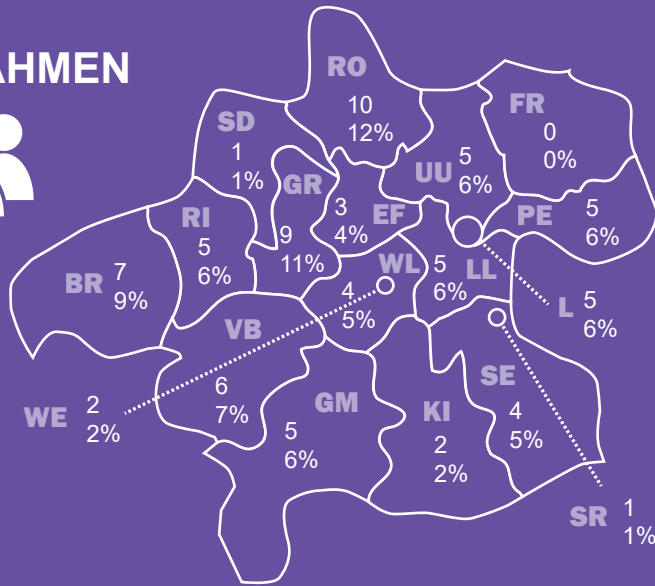 AHMEN
RO
10
12%
FR
0
0%
SD
1
1%
UU
5
6%
GR
9
11%
EF
3
4%
PE
5
6%
RI
5
6%
BR
7
9%
WL
4
5%
LL
5
6%
L
5
6%
VB
6
7%
WE
2
2%
GM
5
6%
KI
2
2%
SE
4
5%
SR
1
1%